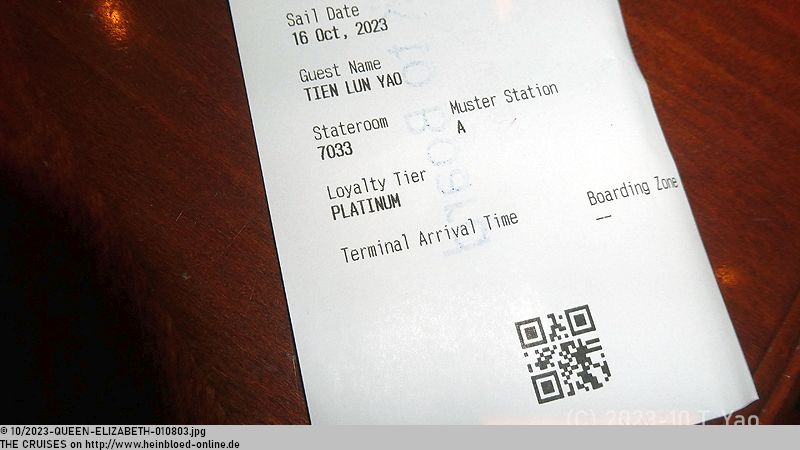 Sail Date
16 Oct, 2023
Guest Name
TIEN LUN YAO
Stateroom
7033
Muster Station
A
Loyalty Tier
PLATINUM
Terminal Arrival Time
Boarding Zone
--
(C) 2023-10 T. Yao
© 10/2023-QUEEN-ELIZABETH-010803.jpg
THE CRUISES on http://www.heinbloed-online.de